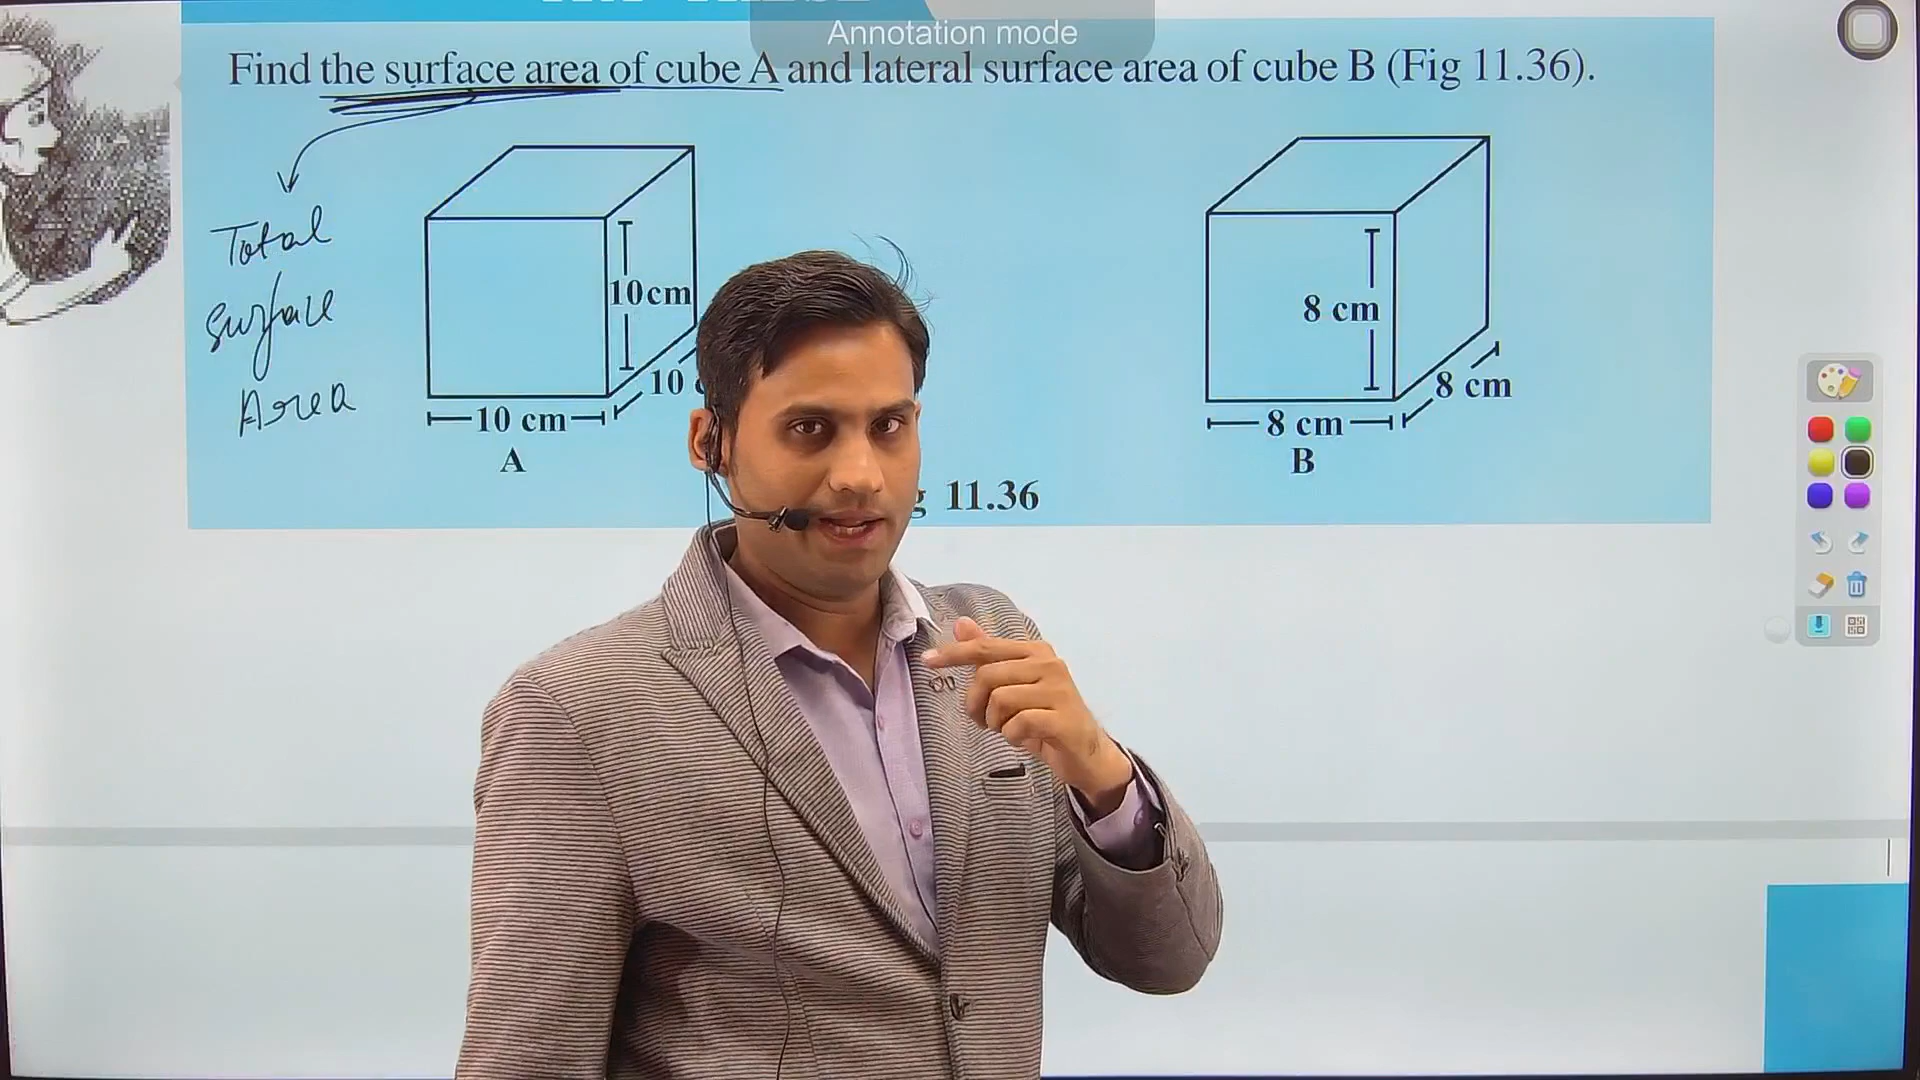 Annotation mode
Find the surface area of cube A and lateral surface area of cube B (Fig 11.36).
Total
Surface
Area
10cm
10
10 cm
A
8 cm
8 cm
8 cm
B
11.36